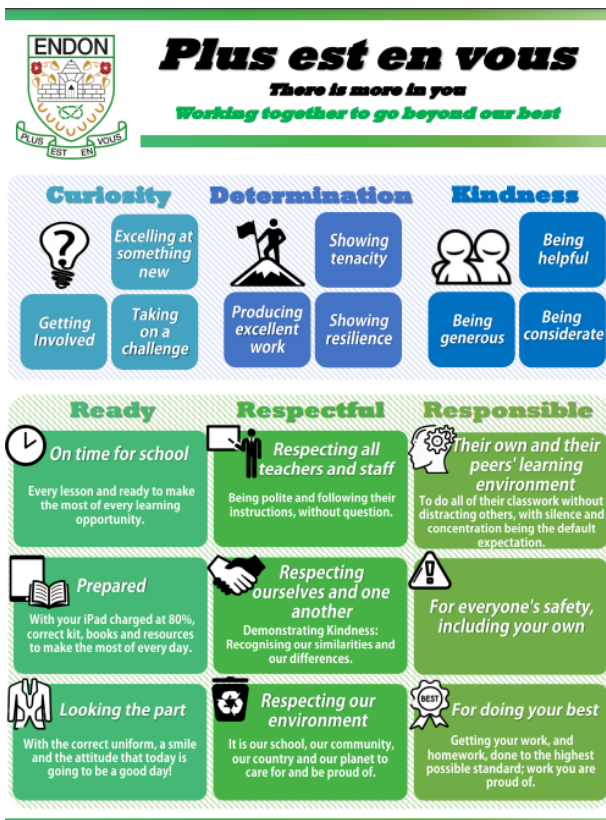 ENDON
PLUS EST EN VOUS
Plus est en vous
There is more in you
Working together to go beyond our best
Curiosity
Excelling at
something
new
Getting
Involved
Taking
on a
challenge
Determination
Showing
tenacity
Producing
excellent
work
Showing
resilience
Kindness
Being
helpful
Being
generous
Being
considerate
Ready
On time for school
Every lesson and ready to make
the most of every learning
opportunity.
Prepared
With your iPad charged at 80%,
correct kit, books and resources
to make the most of every day.
Looking the part
With the correct uniform, a smile
and the attitude that today is
going to be a good day!
Respectful
Respecting all
teachers and staff
Being polite and following their
instructions, without question.
Respecting
ourselves and one
another
Demonstrating Kindness:
Recognising our similarities and
our differences.
Respecting our
environment
It is our school, our community,
our country and our planet to
care for and be proud of.
Responsible
Their own and their
peers' learning
environment
To do all of their classwork without
distracting others, with silence and
concentration being the default
expectation.
For everyone's safety,
including your own
BEST
For doing your best
Getting your work, and
homework, done to the highest
possible standard; work you are
proud of.